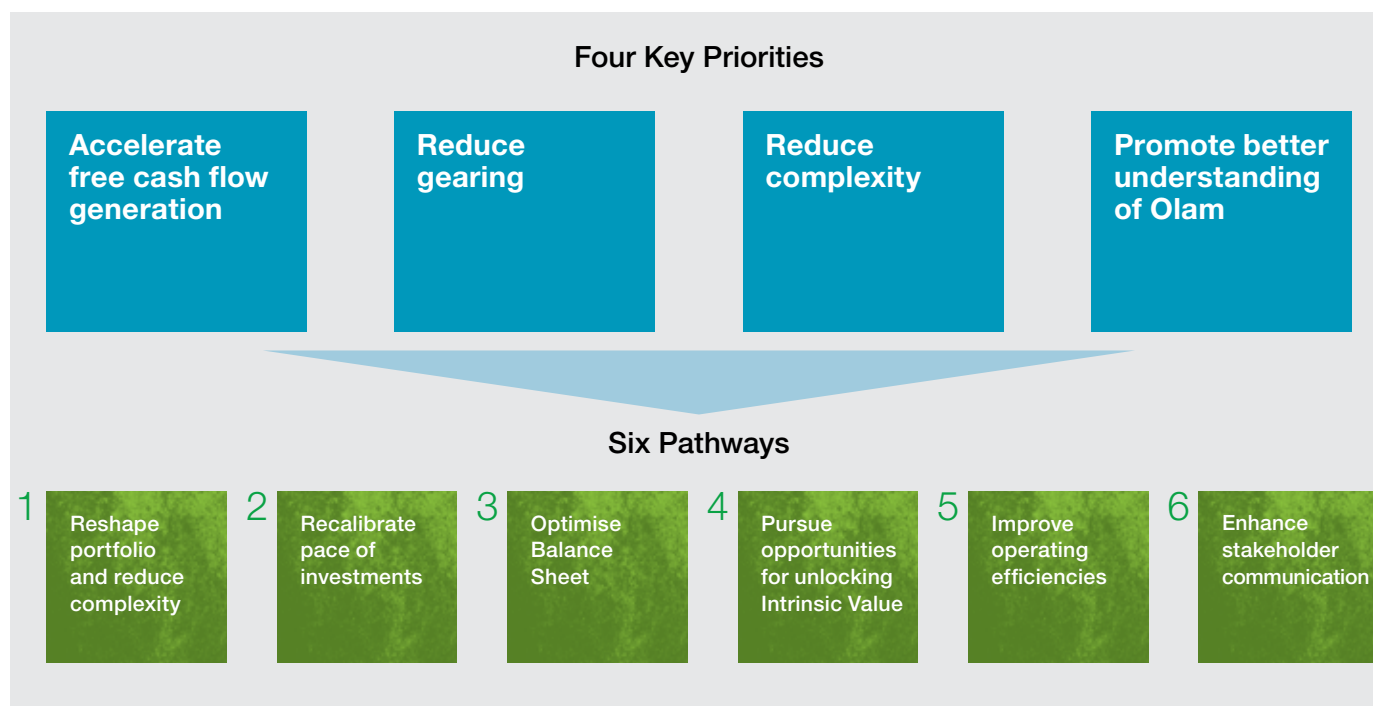 Four Key Priorities
Accelerate
free cash flow
generation
Reduce
gearing
Reduce
complexity
Promote better
understanding
of Olam
Six Pathways
1
Reshape
portfolio
and reduce
complexity
2
Recalibrate
pace of
investments
3
Optimise
Balance
Sheet
4
Pursue
opportunities
for unlocking
Intrinsic Value
5
Improve
operating
efficiencies
6
Enhance
stakeholder
communication